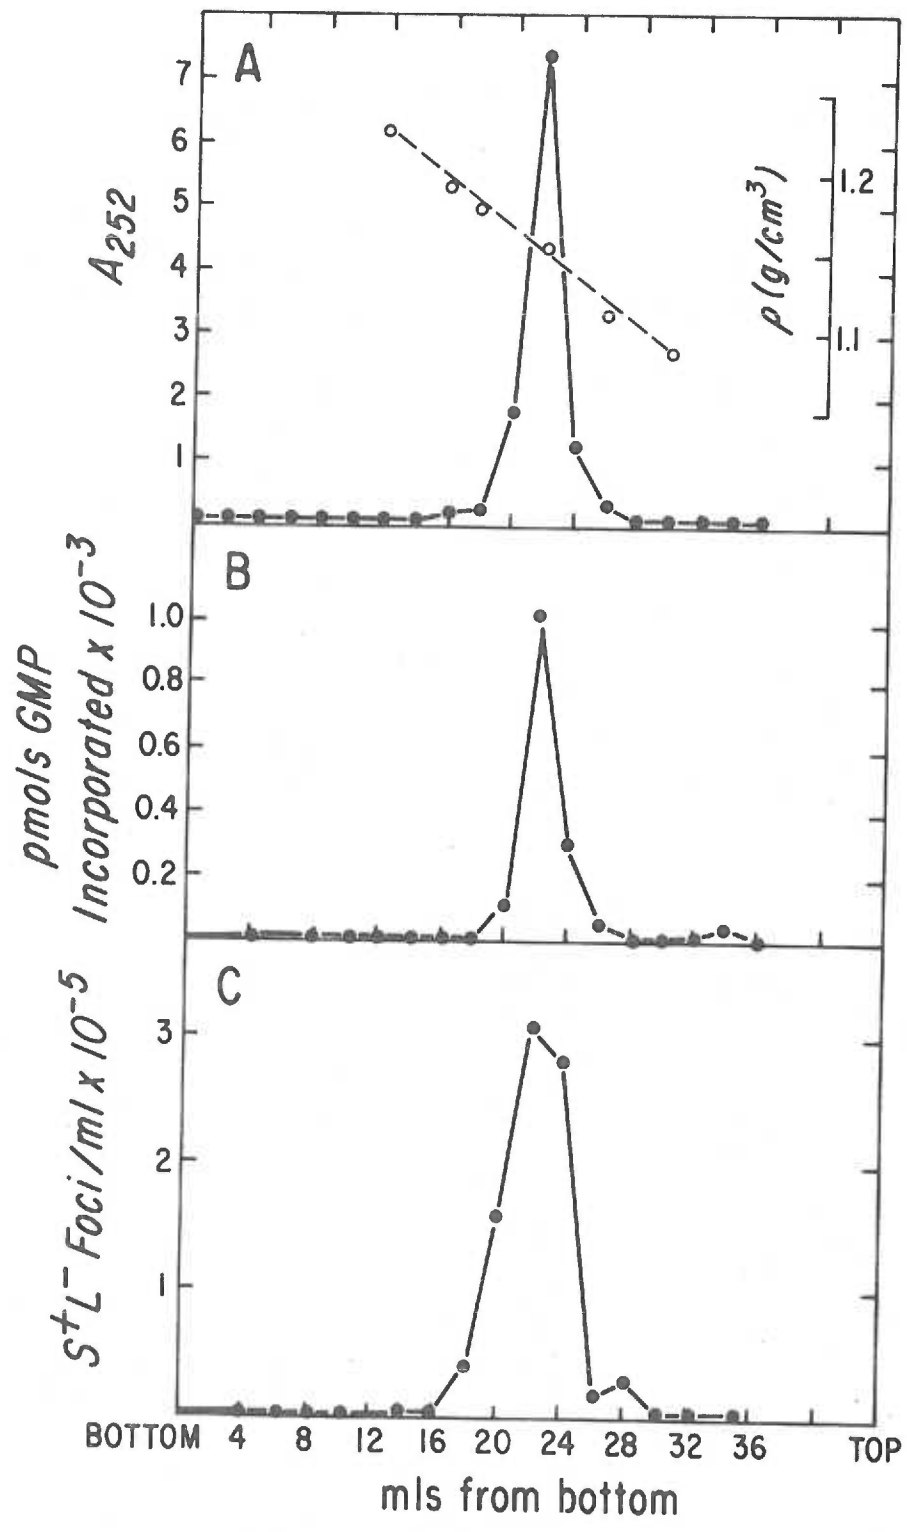 A
7
6
5
4
3
2
1
A252
ρ (g/cm³)
1.2
1.1
B
1.0
0.8
0.6
0.4
0.2
pmols GMP
Incorporated x 10⁻³
C
3
2
1
S⁺L⁻ Foci/ml x 10⁻⁵
BOTTOM 4 8 12 16 20 24 28 32 36 TOP
mls from bottom